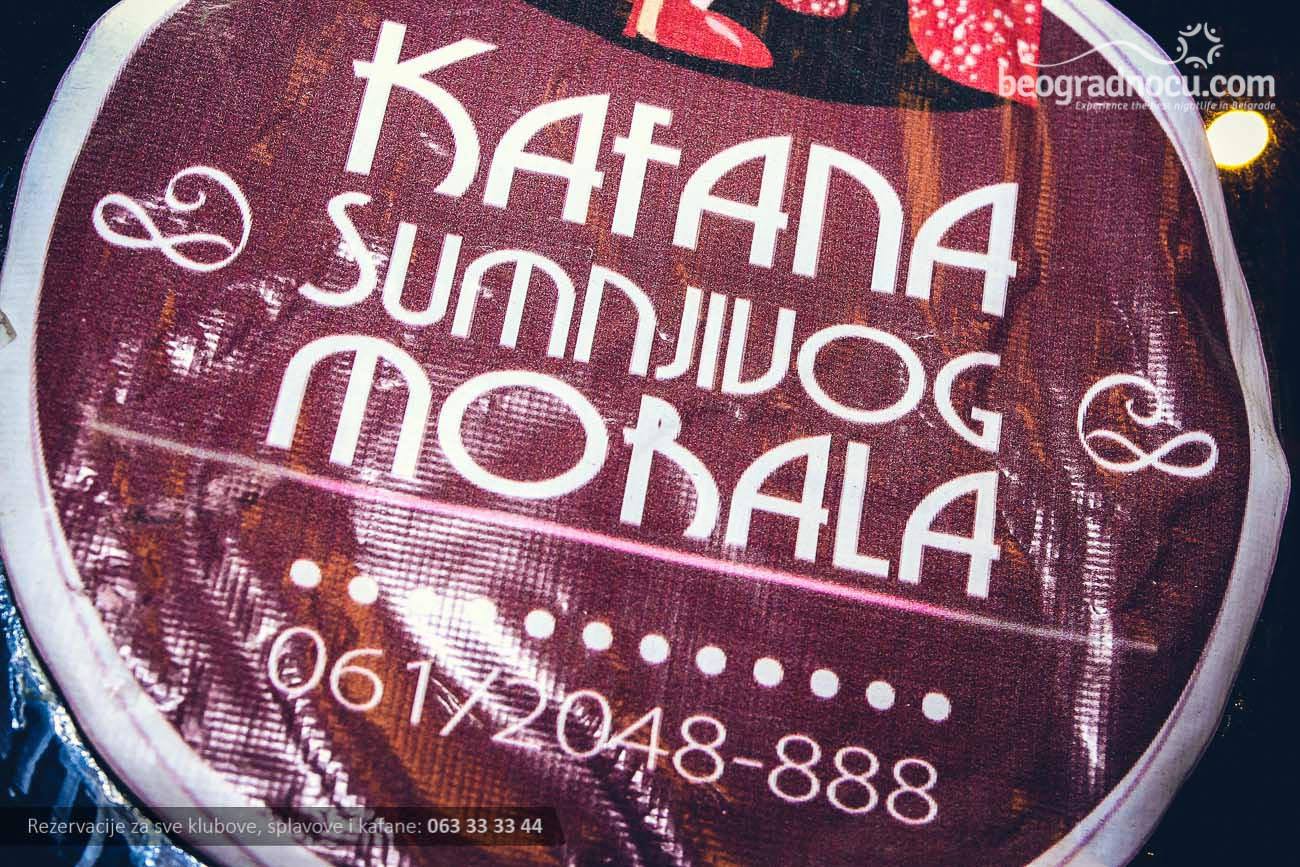 beogradnocu.com
Experience the best nightlife in Belgrade
Kafana
SUMNJIVOG
MORALA
061/2048-888
Rezervacije za sve klubove, splavove i kafane: 063 33 33 44